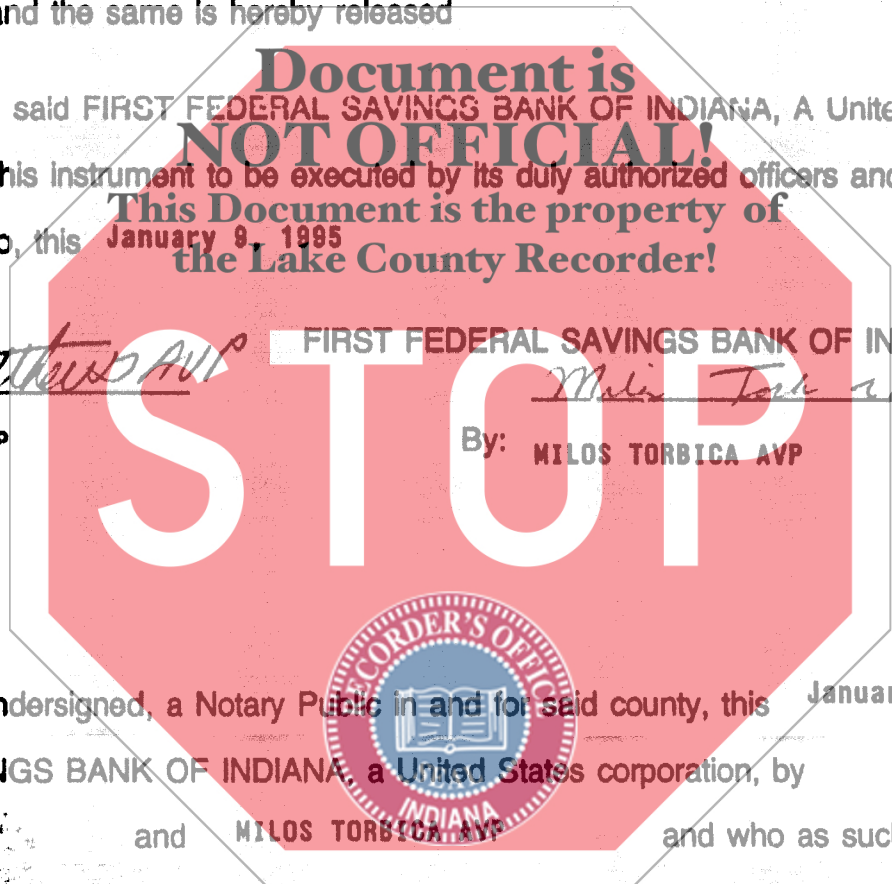 and the same is hereby released
Document is
said FIRST FEDERAL SAVINGS BANK OF INDIANA, A Unite
NOT OFFICIAL!
his instrument to be executed by its duly authorized officers and
This Document is the property of
o, this January 9, 1995
the Lake County Recorder!
AVP FIRST FEDERAL SAVINGS BANK OF IN
STOP
By: MILOS TORBICA AVP
RECORDER'S OFFICE
ndersigned, a Notary Public in and for said county, this Januar
NGS BANK OF INDIANA, a United States corporation, by
INDIANA
and MILOS TORBICA AVP and who as such